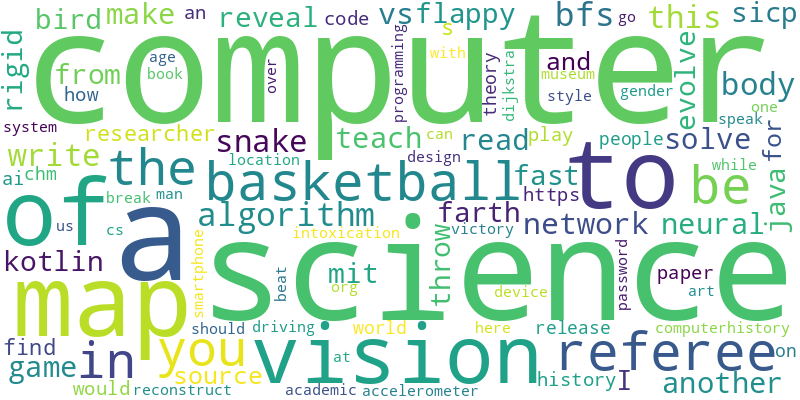 bird make an reveal code vsflappy bfs go this sicp
computer
rigid from age book how over s with programming theory dijkstra and museum style gender evolve body speak one
system researcher snake teach read can play people solve for java
write the location design while
ai chm break man basketball fast https be
of a us cs algorithm intoxication victory farth network neural to
kotlin smartphone beat mit org throw device password paper art
map science
find in you should driving world vision at here release referee computerhistory on
game would source reconstruct academic accelerometer history I another